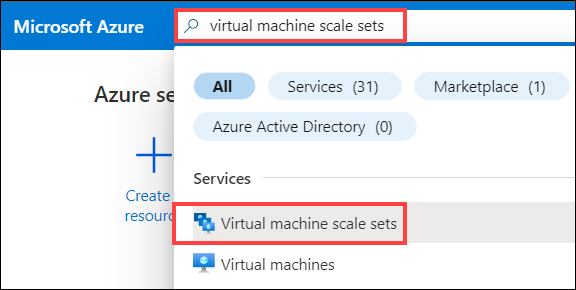 Microsoft Azure
virtual machine scale sets
All
Services (31)
Marketplace (1)
Azure Active Directory (0)
Azure se
Create
resourc
Services
Virtual machine scale sets
Virtual machines